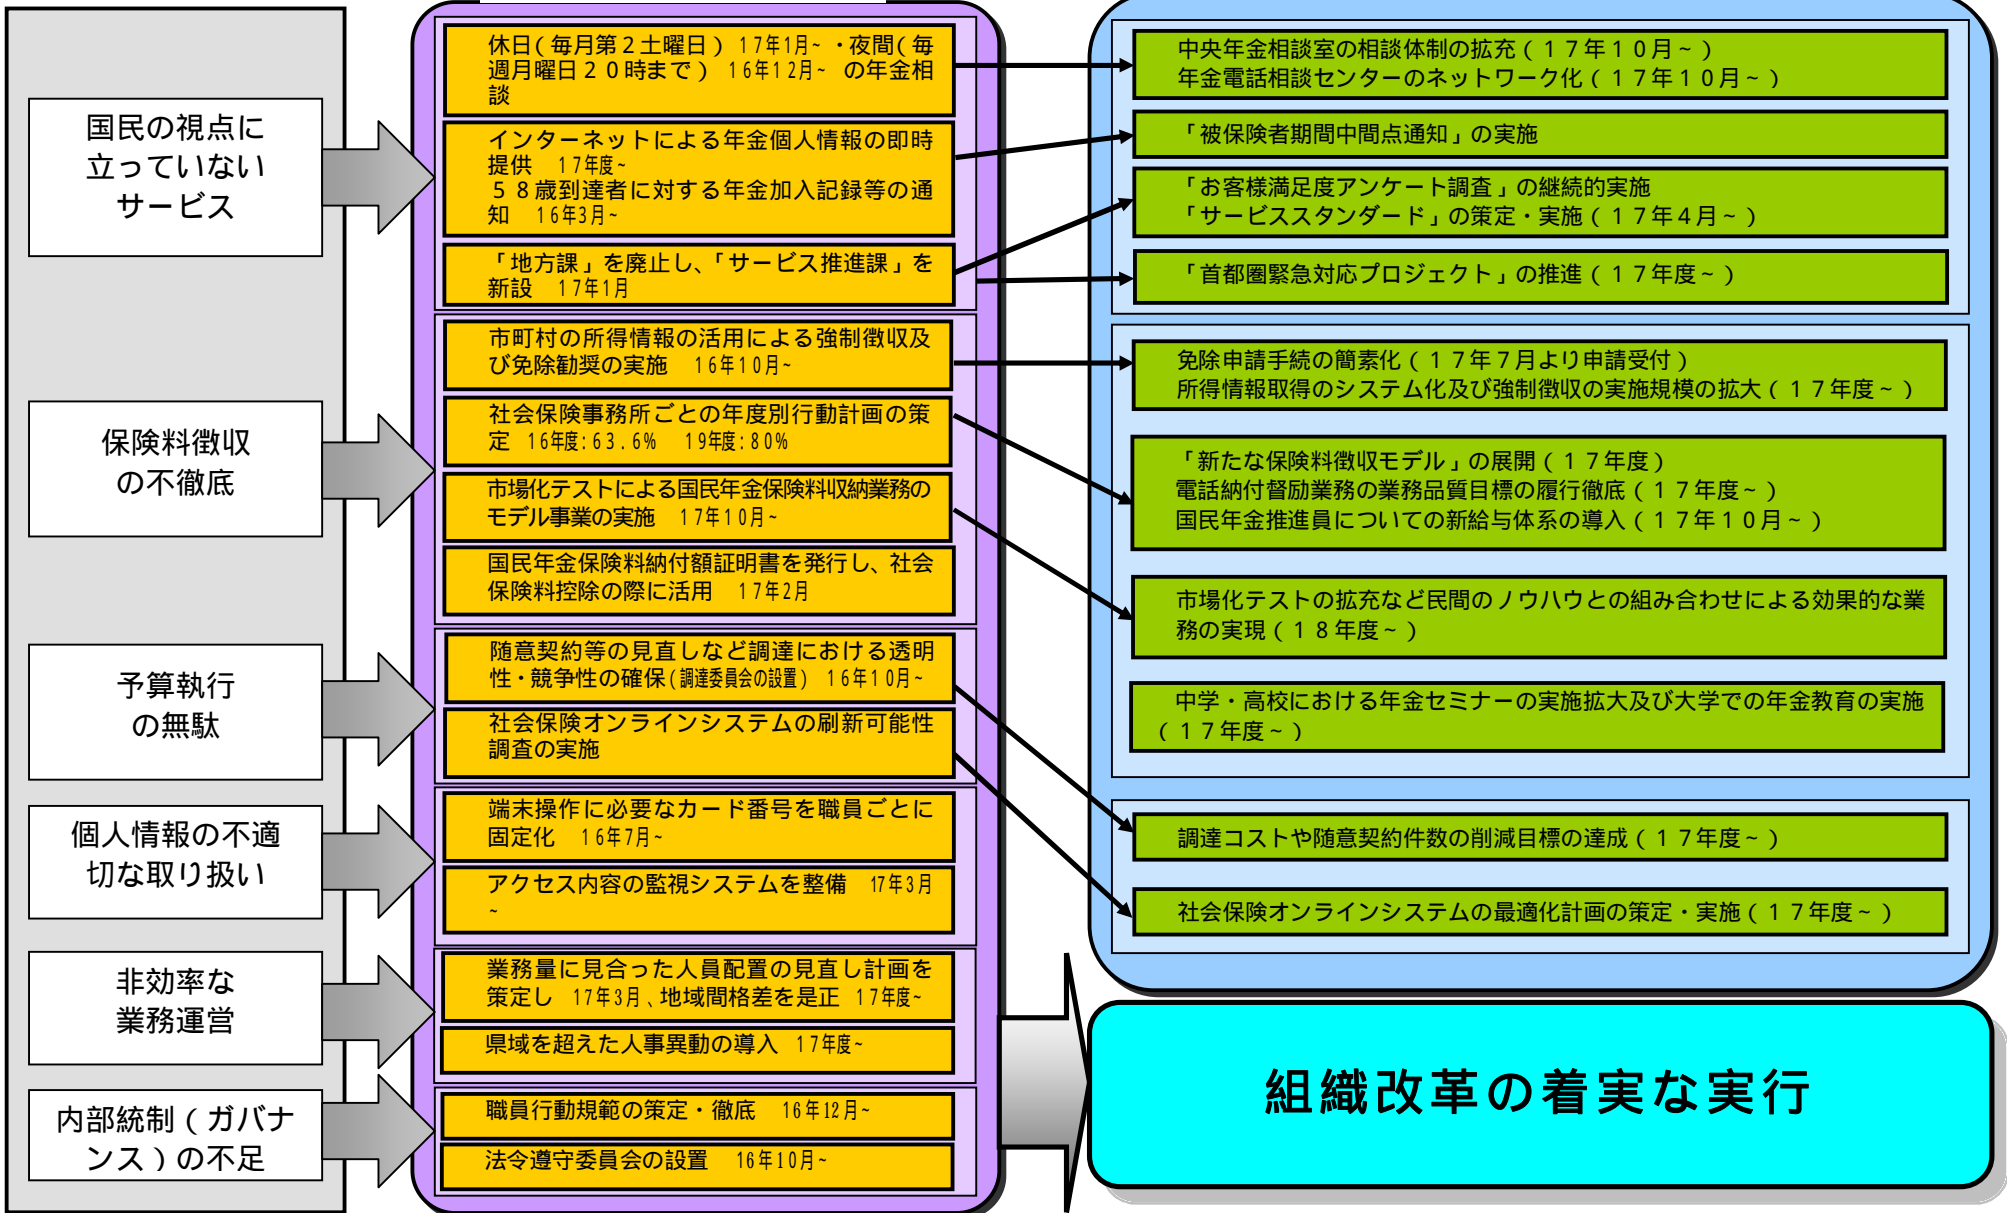 国民の視点に
立っていない
サービス
保険料徴収
の不徹底
予算執行
の無駄
個人情報の不適
切な取り扱い
非効率な
業務運営
内部統制(ガバナ
ンス)の不足
休日(毎月第2土曜日) 17年1月~ ・夜間(毎
週月曜日20時まで) 16年12月~ の年金相
談
インターネットによる年金個人情報の即時
提供 17年度~
58歳到達者に対する年金加入記録等の通
知 16年3月~
「地方課」を廃止し、「サービス推進課」を
新設 17年1月
市町村の所得情報の活用による強制徴収及
び免除勧奨の実施 16年10月~
社会保険事務所ごとの年度別行動計画の策
定 16年度:63.6% 19年度:80%
市場化テストによる国民年金保険料収納業務の
モデル事業の実施 17年10月~
国民年金保険料納付額証明書を発行し、社会
保険料控除の際に活用 17年2月
随意契約等の見直しなど調達における透明
性・競争性の確保(調達委員会の設置) 16年10月~
社会保険オンラインシステムの刷新可能性
調査の実施
端末操作に必要なカード番号を職員ごとに
固定化 16年7月~
アクセス内容の監視システムを整備 17年3月
~
業務量に見合った人員配置の見直し計画を
策定し 17年3月、地域間格差を是正 17年度~
県域を超えた人事異動の導入 17年度~
職員行動規範の策定・徹底 16年12月~
法令遵守委員会の設置 16年10月~
中央年金相談室の相談体制の拡充(17年10月~)
年金電話相談センターのネットワーク化(17年10月~)
「被保険者期間中間点通知」の実施
「お客様満足度アンケート調査」の継続的実施
「サービススタンダード」の策定・実施(17年4月~)
「首都圏緊急対応プロジェクト」の推進(17年度~)
免除申請手続の簡素化(17年7月より申請受付)
所得情報取得のシステム化及び強制徴収の実施規模の拡大(17年度~)
「新たな保険料徴収モデル」の展開(17年度)
電話納付督励業務の業務品質目標の履行徹底(17年度~)
国民年金推進員についての新給与体系の導入(17年10月~)
市場化テストの拡充など民間のノウハウとの組み合わせによる効果的な業
務の実現(18年度~)
中学・高校における年金セミナーの実施拡大及び大学での年金教育の実施
(17年度~)
調達コストや随意契約件数の削減目標の達成(17年度~)
社会保険オンラインシステムの最適化計画の策定・実施(17年度~)
組織改革の着実な実行